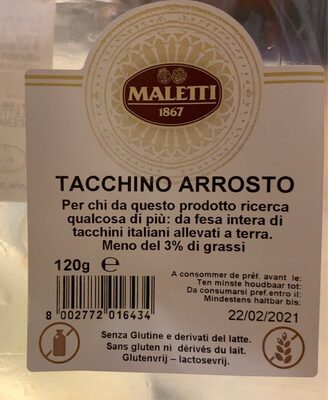 MALETTI
1867
TACCHINO ARROSTO
Per chi da questo prodotto ricerca
qualcosa di più: da fesa intera di
tacchini italiani allevati a terra.
Meno del 3% di grassi
120g ℮
A consommer de préf. avant le:
Ten minste houdbaar tot:
Da consumarsi pref entro il:
Mindestens haltbar bis:
8 002772 016434
22/02/2021
Senza Glutine e derivati del latte.
Sans gluten ni dérivés du lait.
Glutenvrij – lactosevrij.